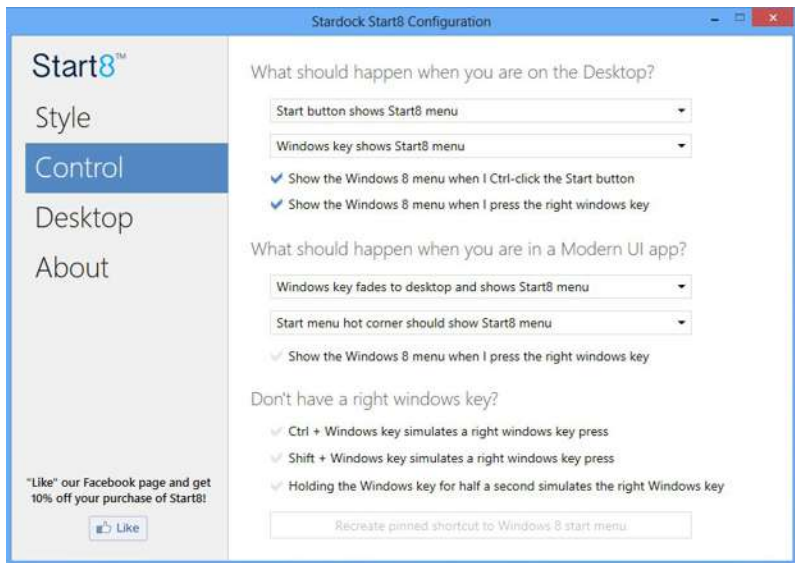 Stardock Start8 Configuration
Start8™
Style
Control
Desktop
About
"Like" our Facebook page and get
10% off your purchase of Start8!
Like
What should happen when you are on the Desktop?
Start button shows Start8 menu
Windows key shows Start8 menu
Show the Windows 8 menu when I Ctrl-click the Start button
Show the Windows 8 menu when I press the right windows key
What should happen when you are in a Modern UI app?
Windows key fades to desktop and shows Start8 menu
Start menu hot corner should show Start8 menu
Show the Windows 8 menu when I press the right windows key
Don't have a right windows key?
Ctrl + Windows key simulates a right windows key press
Shift + Windows key simulates a right windows key press
Holding the Windows key for half a second simulates the right Windows key
Recreate pinned shortcut to Windows 8 start menu